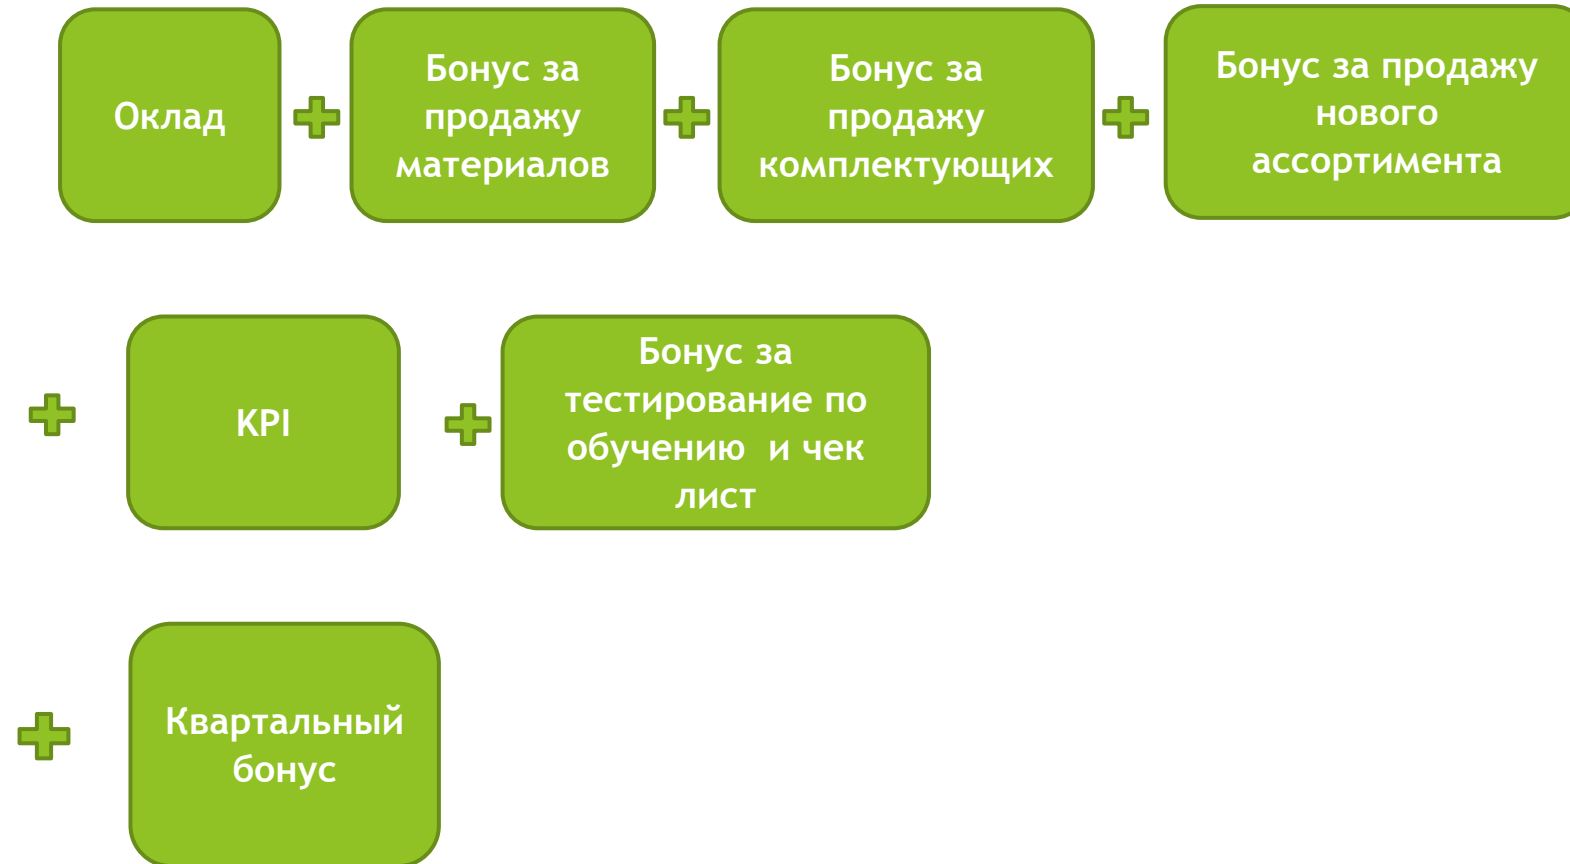 Оклад
Бонус за
продажу
материалов
Бонус за
продажу
комплектующих
Бонус за продажу
нового
ассортимента
KPI
Бонус за
тестирование по
обучению  и чек
лист
Квартальный
бонус